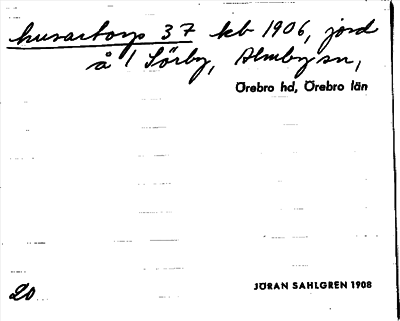 husartorp 37 kb 1906, jord
å 1 Sörby, Almby sn,
Örebro hd, Örebro län
20
JÖRAN SAHLGREN 1908